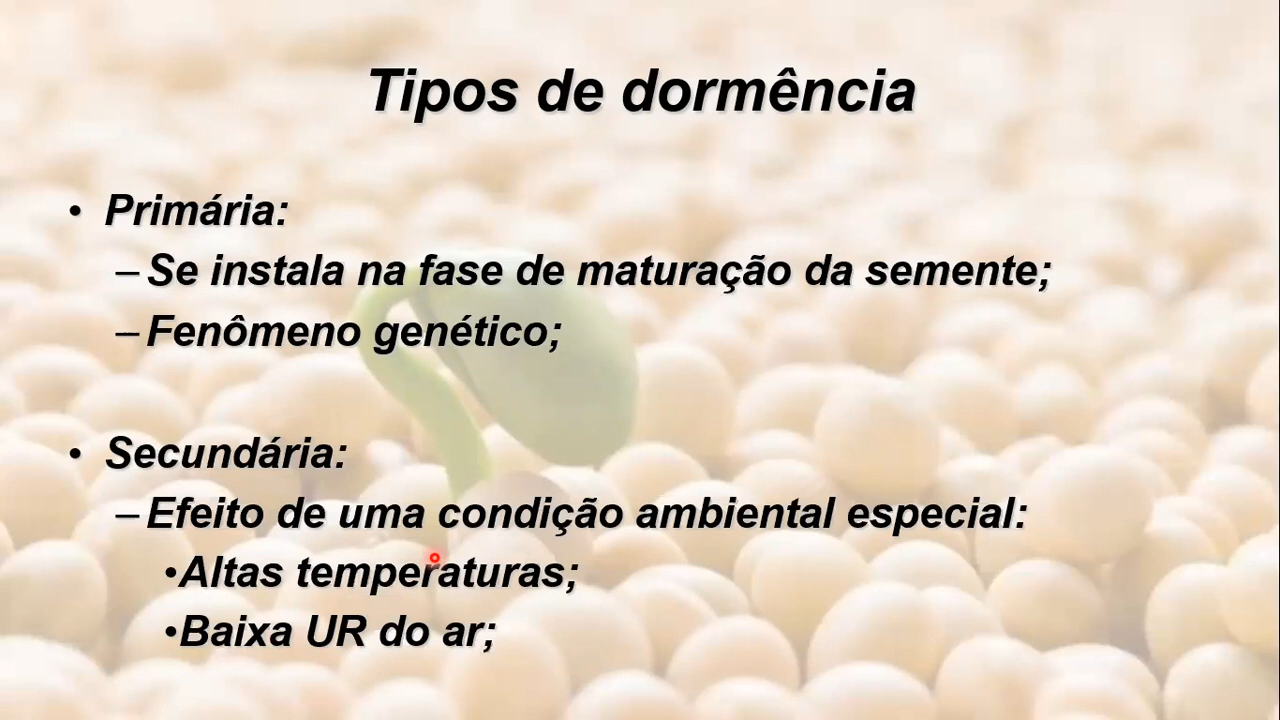 Tipos de dormência
• Primária:
– Se instala na fase de maturação da semente;
– Fenômeno genético;
• Secundária:
– Efeito de uma condição ambiental especial:
•Altas temperaturas;
•Baixa UR do ar;